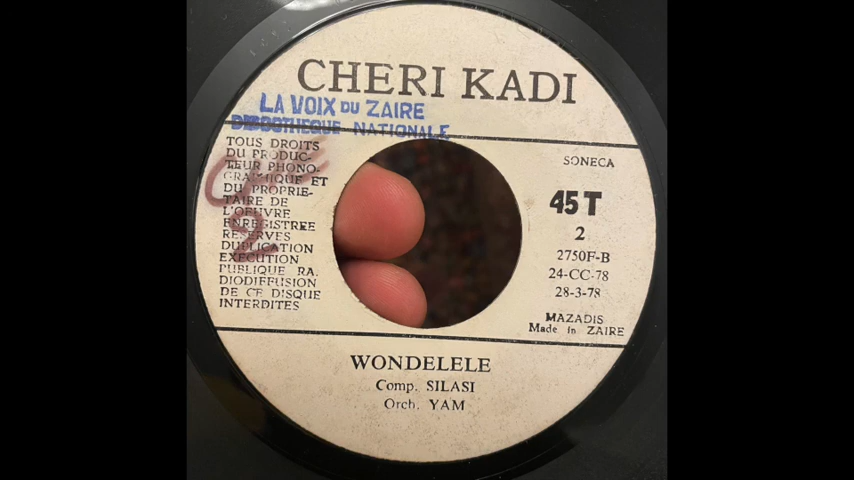 CHERI KADI
LA VOIX DU ZAIRE
DISCOTHEQUE NATIONALE
TOUS DROITS
DU PRODUC-
TEUR PHONO-
GRAPHIQUE ET
DU PROPRIE-
TAIRE DE
L'OEUVRE
ENREGISTREE
RESERVES
DUPLICATION
EXECUTION
PUBLIQUE RA.
DIODIFFUSION
DE CE DISQUE
INTERDITES
SONECA
45T
2
2750F-B
24-CC-78
28-3-78
MAZADIS
Made in ZAIRE
WONDELELE
Comp. SILASI
Orch. YAM